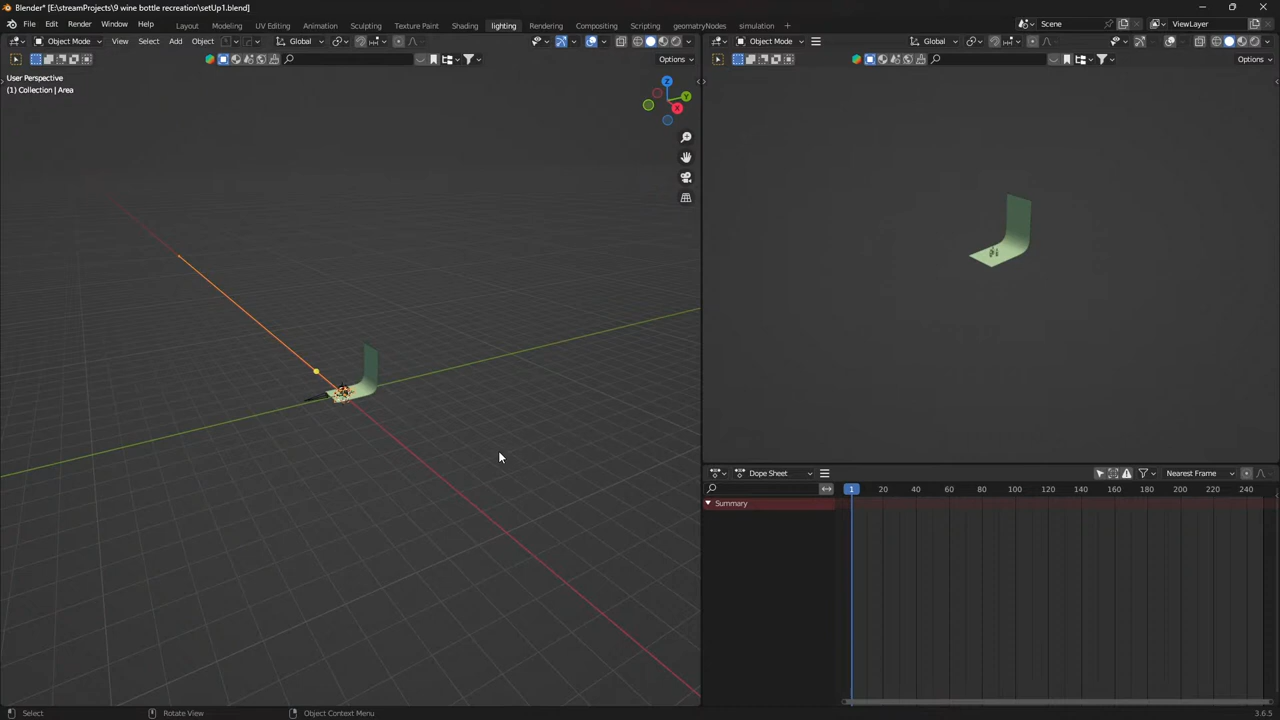 Blender* [E:\streamProjects\9 wine bottle recreation\setUp1.blend]
File Edit Render Window Help Layout Modeling UV Editing Animation Sculpting Texture Paint Shading lighting Rendering Compositing geometryNodes simulation + Scene ViewLayer
Object Mode View Select Add Object Global Object Mode Global
Options Options
User Perspective
(1) Collection | Area
Z
Y
X
Dope Sheet Nearest Frame
1 20 40 60 80 100 120 140 160 180 200 220 240
Summary
Select Rotate View Object Context Menu 3.6.5